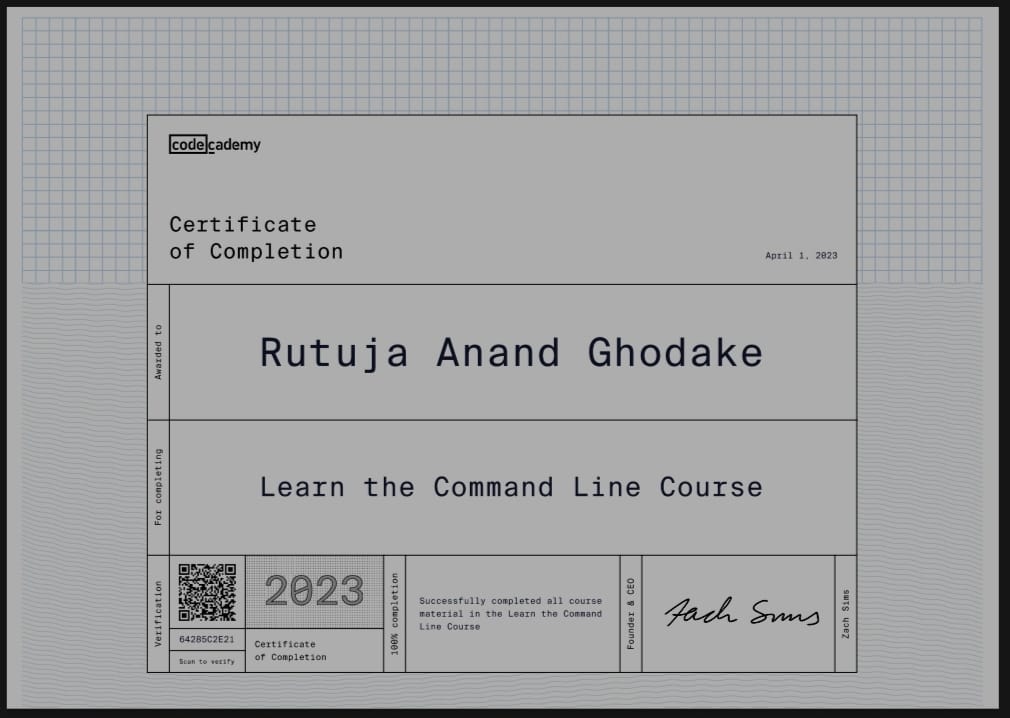 codecademy
Certificate
of Completion
April 1, 2023
Awarded to
Rutuja Anand Ghodake
For completing
Learn the Command Line Course
Verification
64285C2E21
Scan to verify
2023
Certificate
of Completion
100% completion
Successfully completed all course
material in the Learn the Command
Line Course
Founder & CEO
Zach Sims
Zach Sims